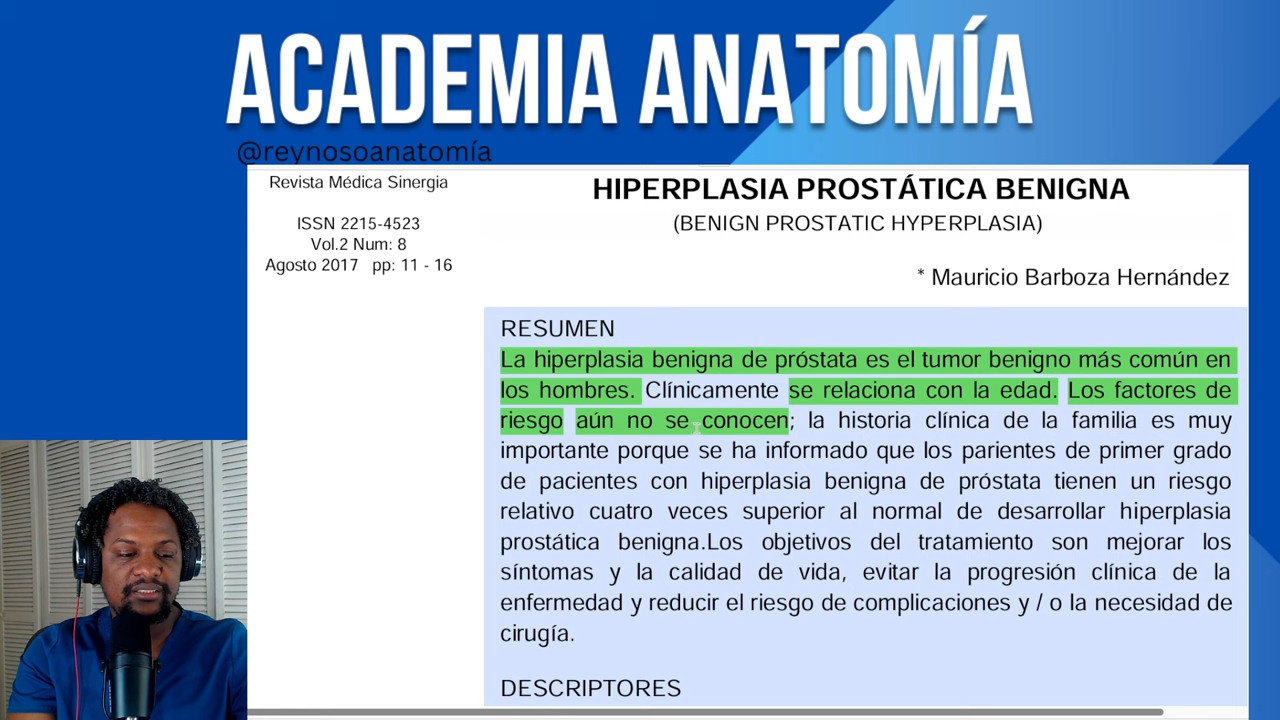 ACADEMIA ANATOMÍA
@reynosoanatomía
Revista Médica Sinergia
ISSN 2215-4523
Vol.2 Num: 8
Agosto 2017 pp: 11 - 16
HIPERPLASIA PROSTÁTICA BENIGNA
(BENIGN PROSTATIC HYPERPLASIA)
* Mauricio Barboza Hernández
RESUMEN
La hiperplasia benigna de próstata es el tumor benigno más común en
los hombres. Clínicamente se relaciona con la edad. Los factores de
riesgo aún no se conocen; la historia clínica de la familia es muy
importante porque se ha informado que los parientes de primer grado
de pacientes con hiperplasia benigna de próstata tienen un riesgo
relativo cuatro veces superior al normal de desarrollar hiperplasia
prostática benigna.Los objetivos del tratamiento son mejorar los
síntomas y la calidad de vida, evitar la progresión clínica de la
enfermedad y reducir el riesgo de complicaciones y / o la necesidad de
cirugía.
DESCRIPTORES